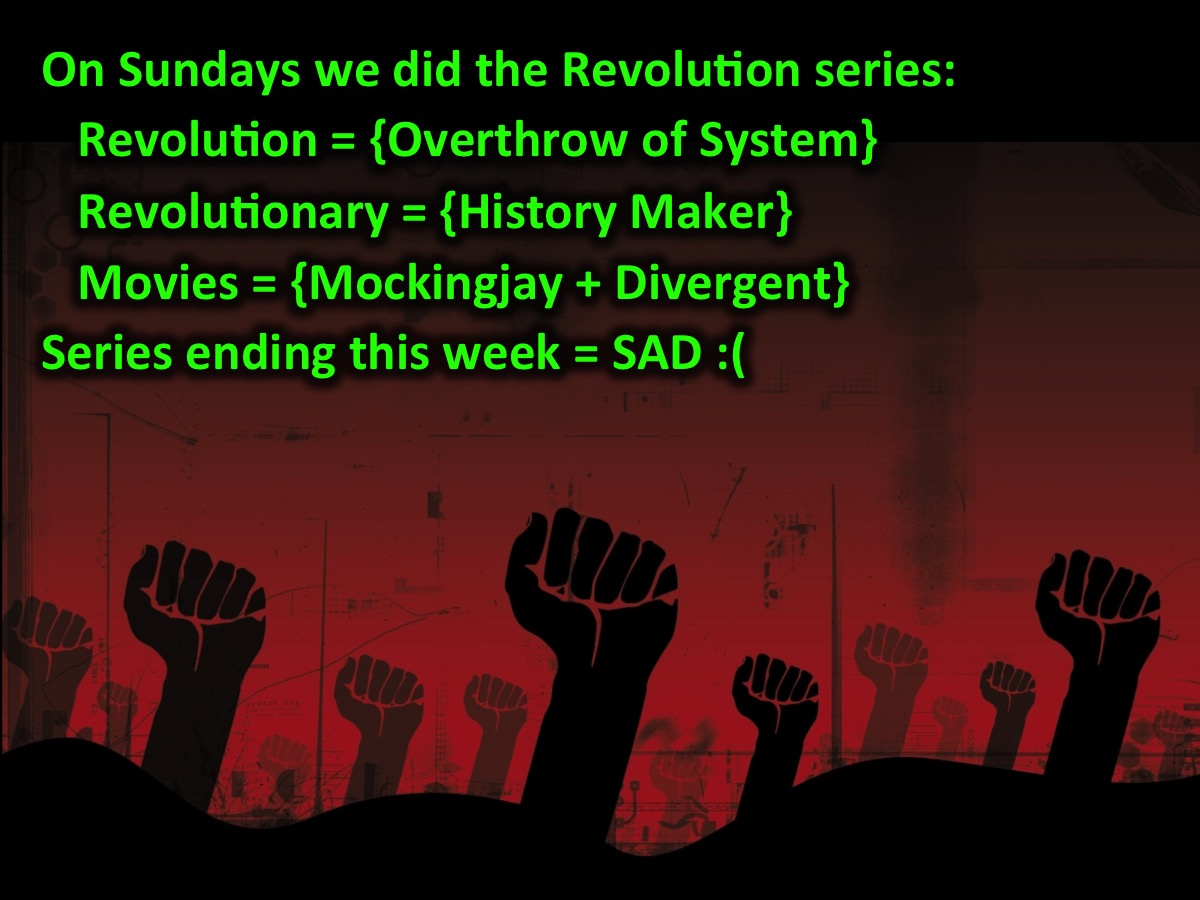 On Sundays we did the Revolution series:
Revolution = {Overthrow of System}
Revolutionary = {History Maker}
Movies = {Mockingjay + Divergent}
Series ending this week = SAD :(